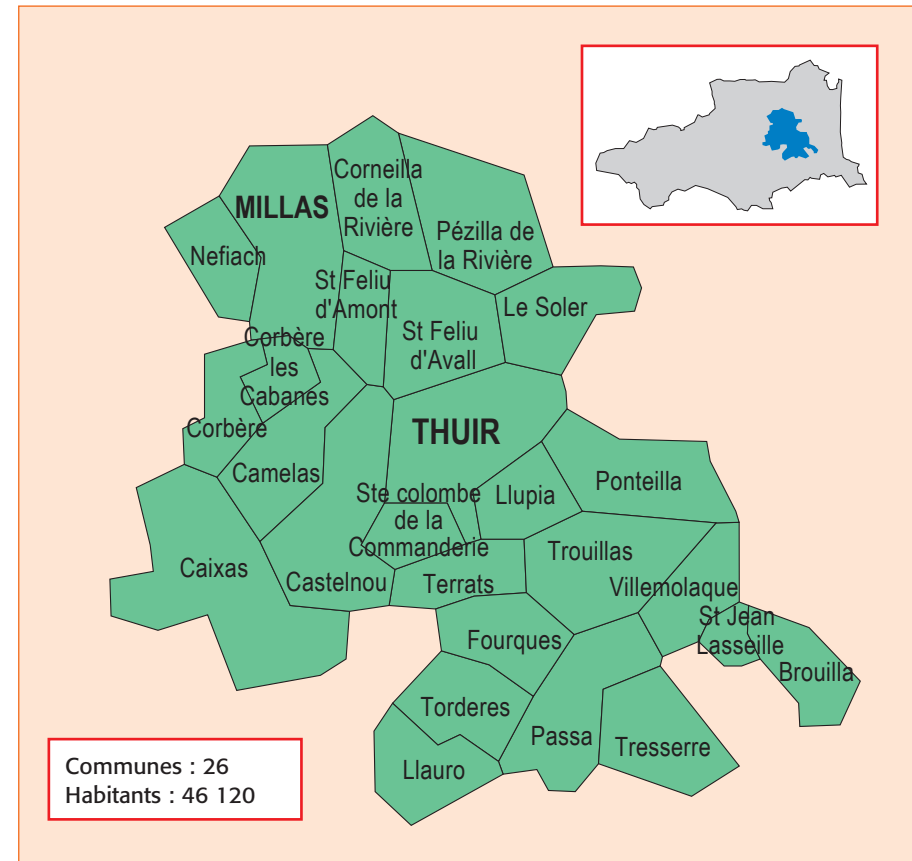 Corneilla
de la
Rivière
MILLAS
Pézilla de
la Rivière
Nefiach
St Feliu
d'Amont
Le Soler
St Feliu
d'Avall
Corbère
les
Cabanes
Corbère
THUIR
Camelas
Ponteilla
Llupia
Ste colombe
de la
Commanderie
Trouillas
Caixas
Castelnou
Terrats
Villemolaque
St Jean
Lasseille
Fourques
Brouilla
Torderes
Passa
Tresserre
Llauro
Communes : 26
Habitants : 46 120